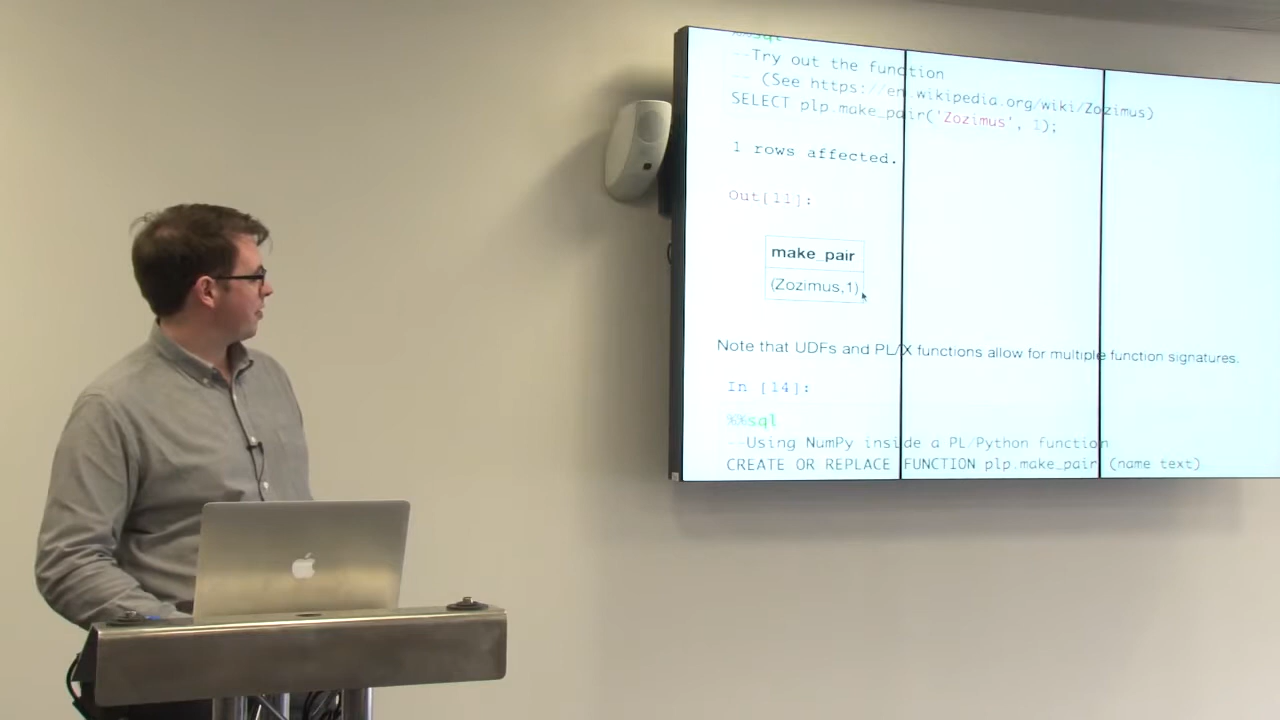 %%sql
--Try out the function
-- (See https://en.wikipedia.org/wiki/Zozimus)
SELECT plp.make_pair('Zozimus', 1);
1 rows affected.
Out[11]:
make_pair
(Zozimus,1)
Note that UDFs and PL/X functions allow for multiple function signatures.
In [14]:
%%sql
--Using NumPy inside a PL/Python function
CREATE OR REPLACE FUNCTION plp.make_pair (name text)